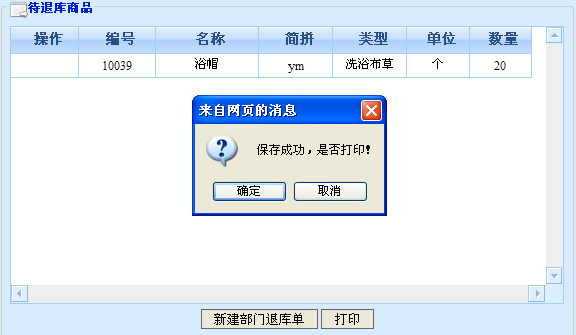 待退库商品
操作 编号 名称 简拼 类型 单位 数量
10039 浴帽 ym 洗浴布草 个 20
来自网页的消息
保存成功，是否打印!
确定 取消
新建部门退库单 打印